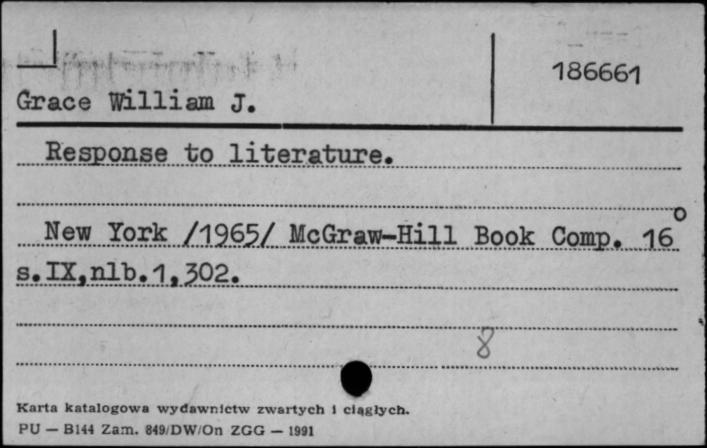 186661
Grace William J.
Response to literature.
New York /1965/ McGraw-Hill Book Comp. 16°
s.IX,nlb.1,302.
8
Karta katalogowa wydawnictw zwartych i ciągłych.
PU — B144 Zam. 849/DW/On ZGG — 1991